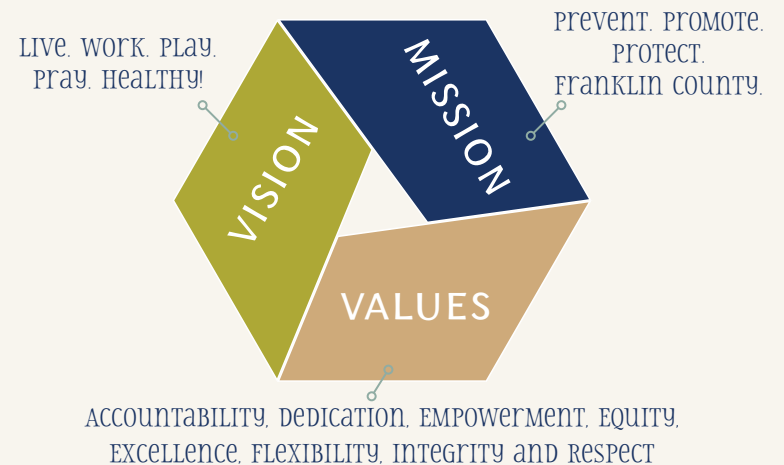 Live. Work. Play.
Pray. Healthy!
Prevent. Promote.
Protect.
Franklin County.
VISION
MISSION
VALUES
Accountability, Dedication, Empowerment, Equity,
Excellence, Flexibility, Integrity and Respect